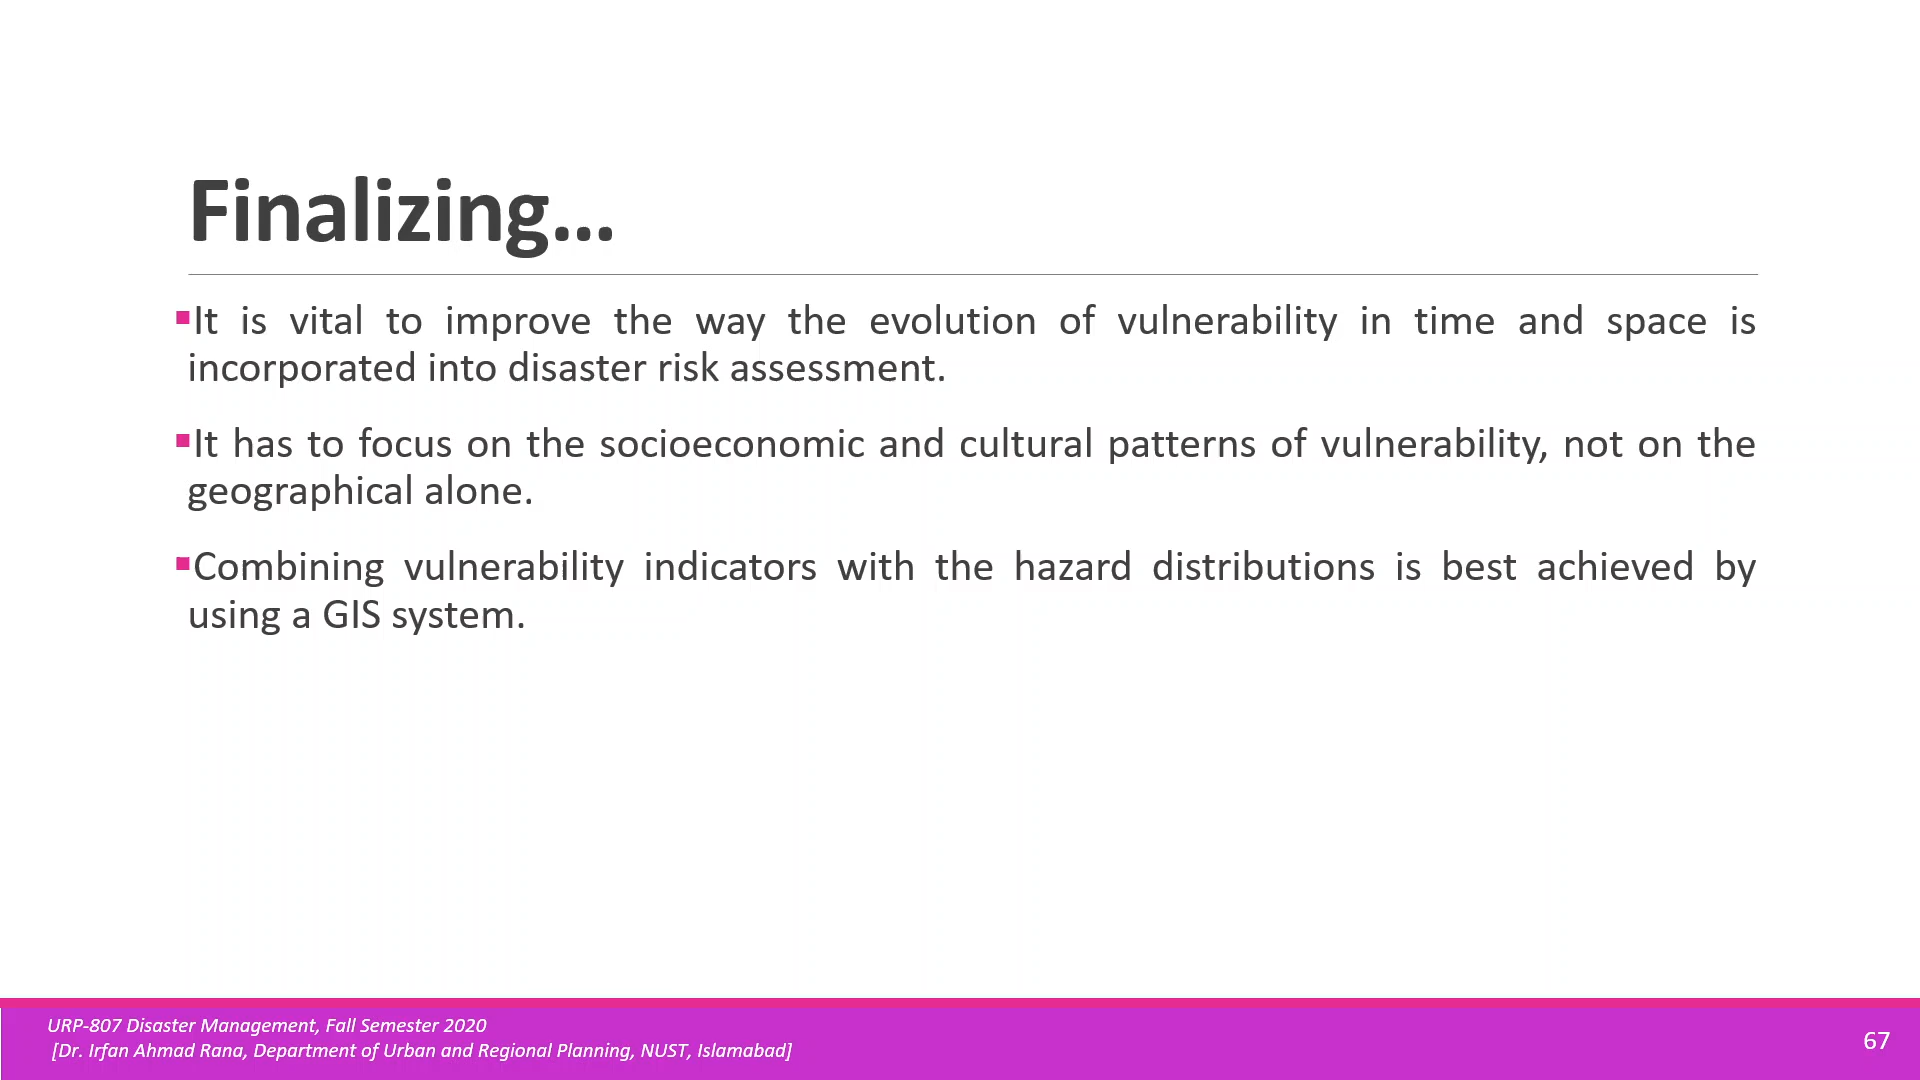 Finalizing...
▪It is vital to improve the way the evolution of vulnerability in time and space is
incorporated into disaster risk assessment.
▪It has to focus on the socioeconomic and cultural patterns of vulnerability, not on the
geographical alone.
▪Combining vulnerability indicators with the hazard distributions is best achieved by
using a GIS system.
URP-807 Disaster Management, Fall Semester 2020
[Dr. Irfan Ahmad Rana, Department of Urban and Regional Planning, NUST, Islamabad]
67